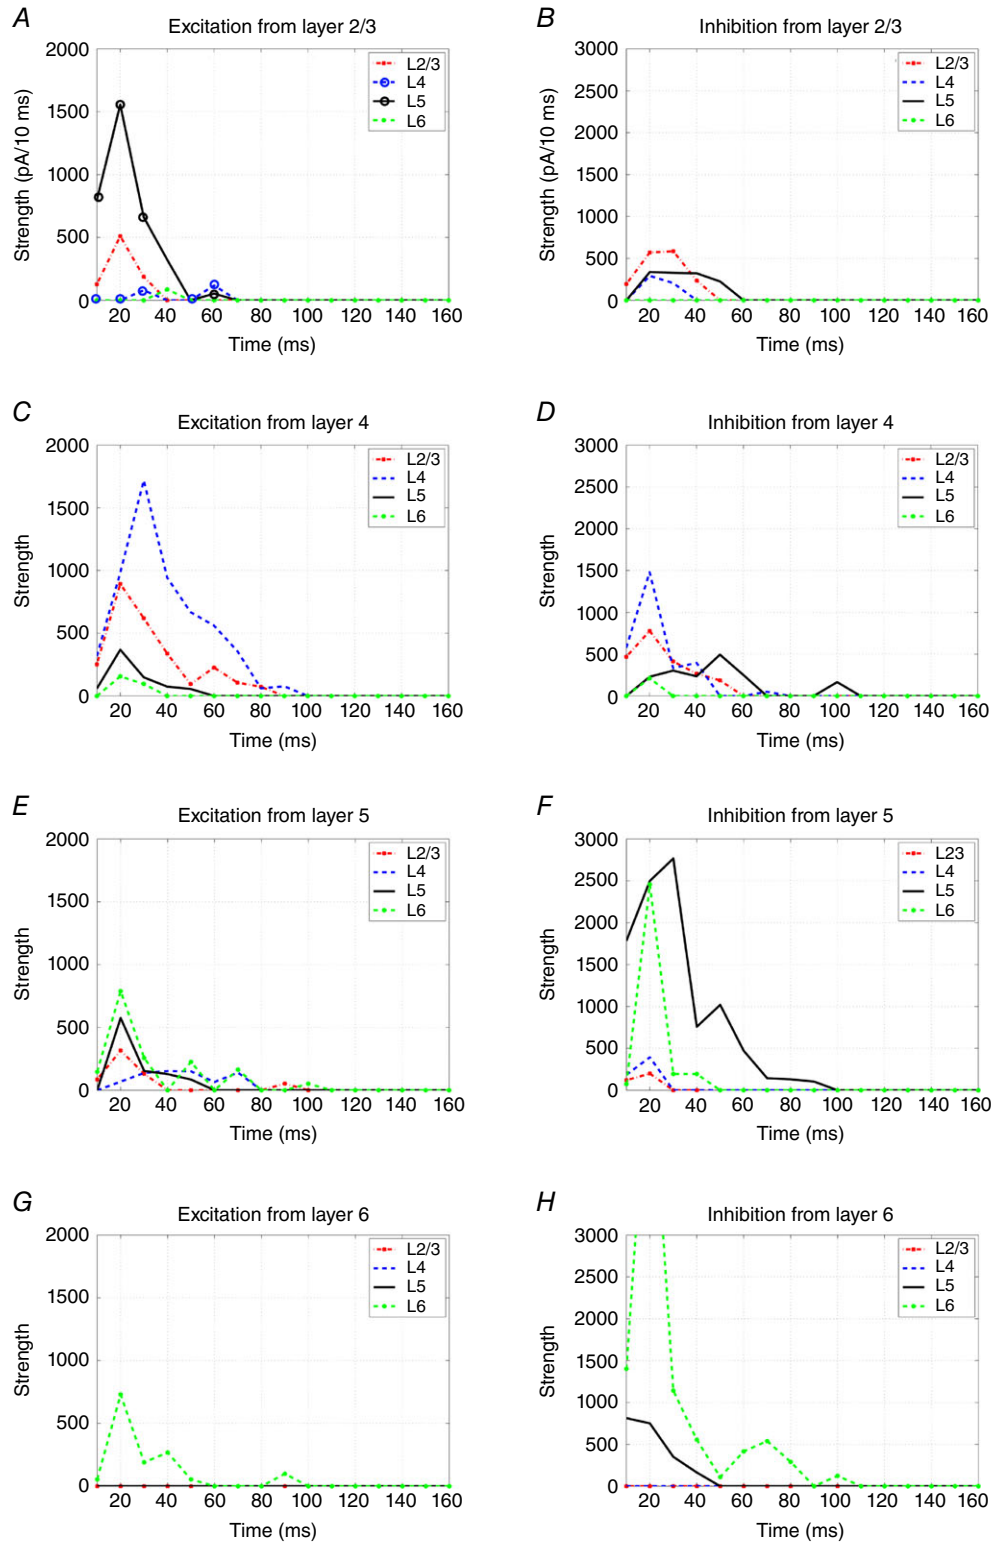 A
Excitation from layer 2/3
2000
1500
1000
500
0
Strength (pA/10 ms)
L2/3
L4
L5
L6
20 40 60 80 100 120 140 160
Time (ms)
B
Inhibition from layer 2/3
3000
2500
2000
1500
1000
500
0
Strength (pA/10 ms)
L2/3
L4
L5
L6
20 40 60 80 100 120 140 160
Time (ms)
C
Excitation from layer 4
2000
1500
1000
500
0
Strength
L2/3
L4
L5
L6
20 40 60 80 100 120 140 160
Time (ms)
D
Inhibition from layer 4
3000
2500
2000
1500
1000
500
0
Strength
L2/3
L4
L5
L6
20 40 60 80 100 120 140 160
Time (ms)
E
Excitation from layer 5
2000
1500
1000
500
0
Strength
L2/3
L4
L5
L6
20 40 60 80 100 120 140 160
Time (ms)
F
Inhibition from layer 5
3000
2500
2000
1500
1000
500
0
Strength
L23
L4
L5
L6
20 40 60 80 100 120 140 160
Time (ms)
G
Excitation from layer 6
2000
1500
1000
500
0
Strength
L2/3
L4
L5
L6
20 40 60 80 100 120 140 160
Time (ms)
H
Inhibition from layer 6
3000
2500
2000
1500
1000
500
0
Strength
L2/3
L4
L5
L6
20 40 60 80 100 120 140 160
Time (ms)